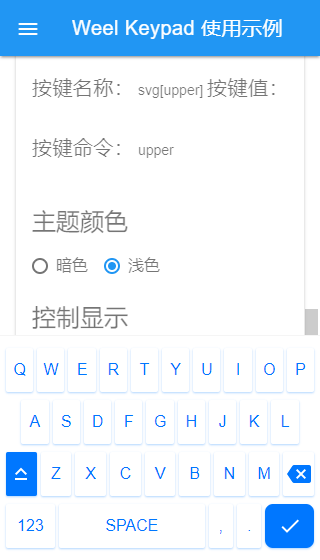 Weel Keypad 使用示例
按键名称： svg[upper] 按键值：
按键命令： upper
主题颜色
暗色 浅色
控制显示
Q W E R T Y U I O P
A S D F G H J K L
Z X C V B N M
123 SPACE , .